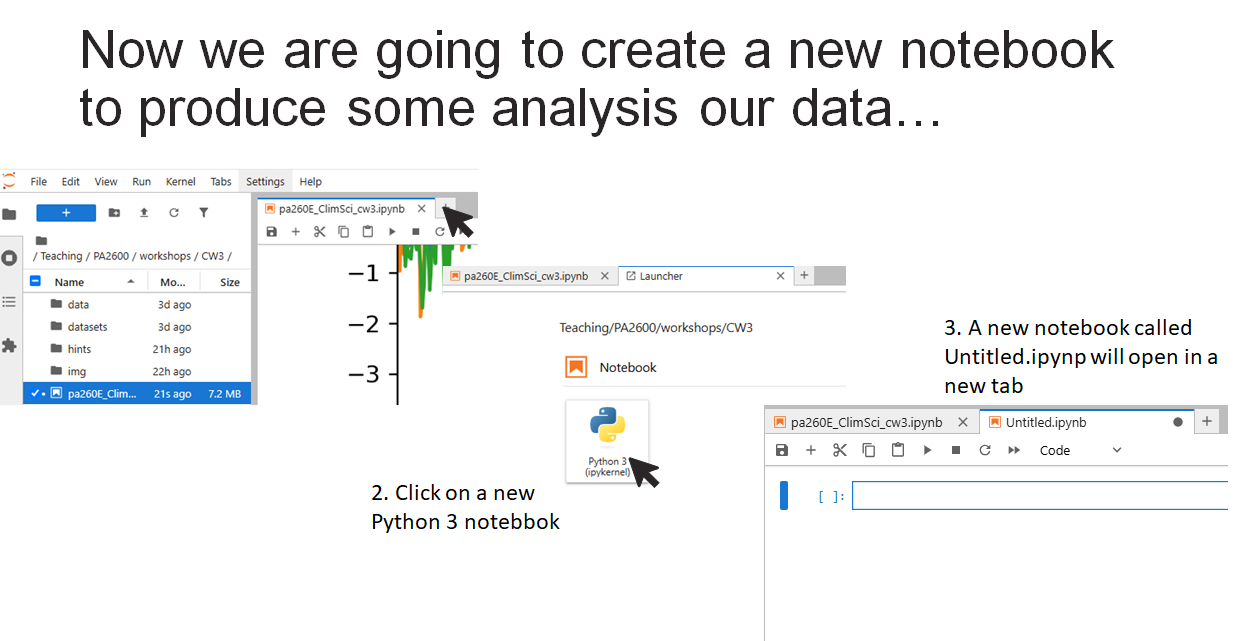 Now we are going to create a new notebook
to produce some analysis our data…
File Edit View Run Kernel Tabs Settings Help
+
pa260E_ClimSci_cw3.ipynb
/ Teaching / PA2600 / workshops / CW3 /
Name Mo... Size
data 3d ago
datasets 3d ago
hints 21h ago
img 22h ago
pa260E_Clim... 21s ago 7.2 MB
−1
−2
−3
pa260E_ClimSci_cw3.ipynb Launcher
Teaching/PA2600/workshops/CW3
Notebook
Python 3
(ipykernel)
2. Click on a new
Python 3 notebbok
3. A new notebook called
Untitled.ipynp will open in a
new tab
pa260E_ClimSci_cw3.ipynb Untitled.ipynb
Code
[ ]: